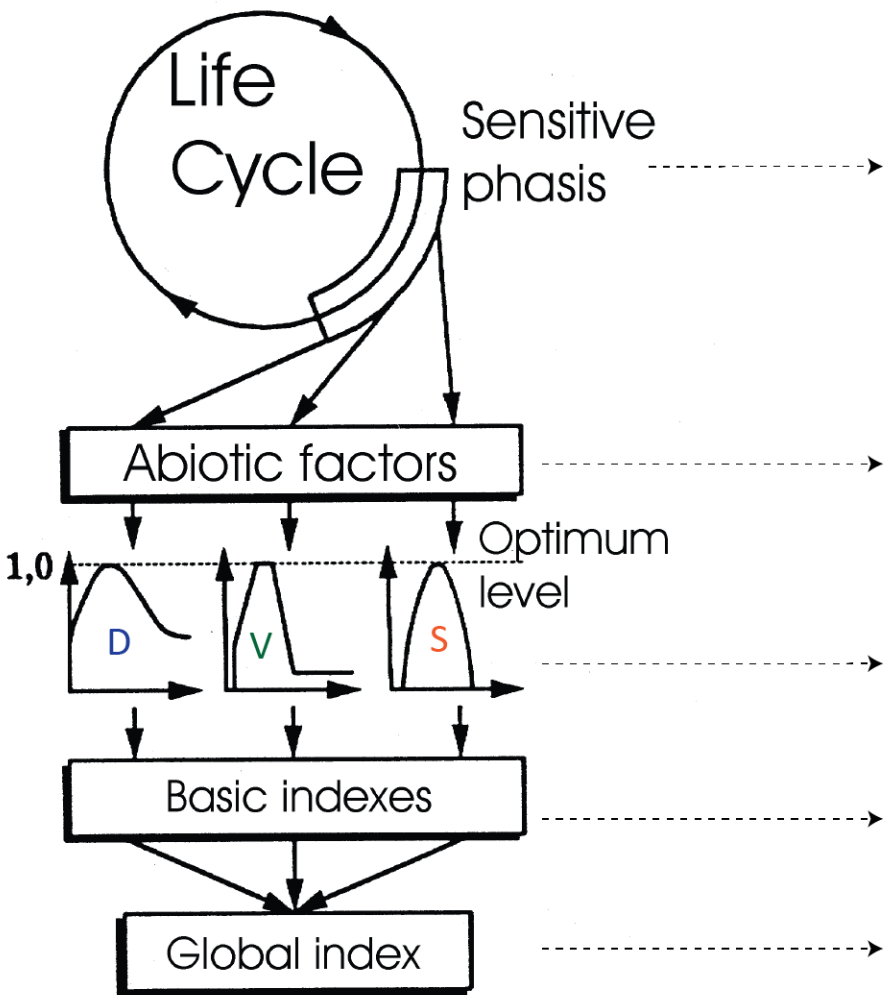 Life
Cycle
Sensitive
phasis
Abiotic factors
Optimum
level
1,0
D
V
S
Basic indexes
Global index